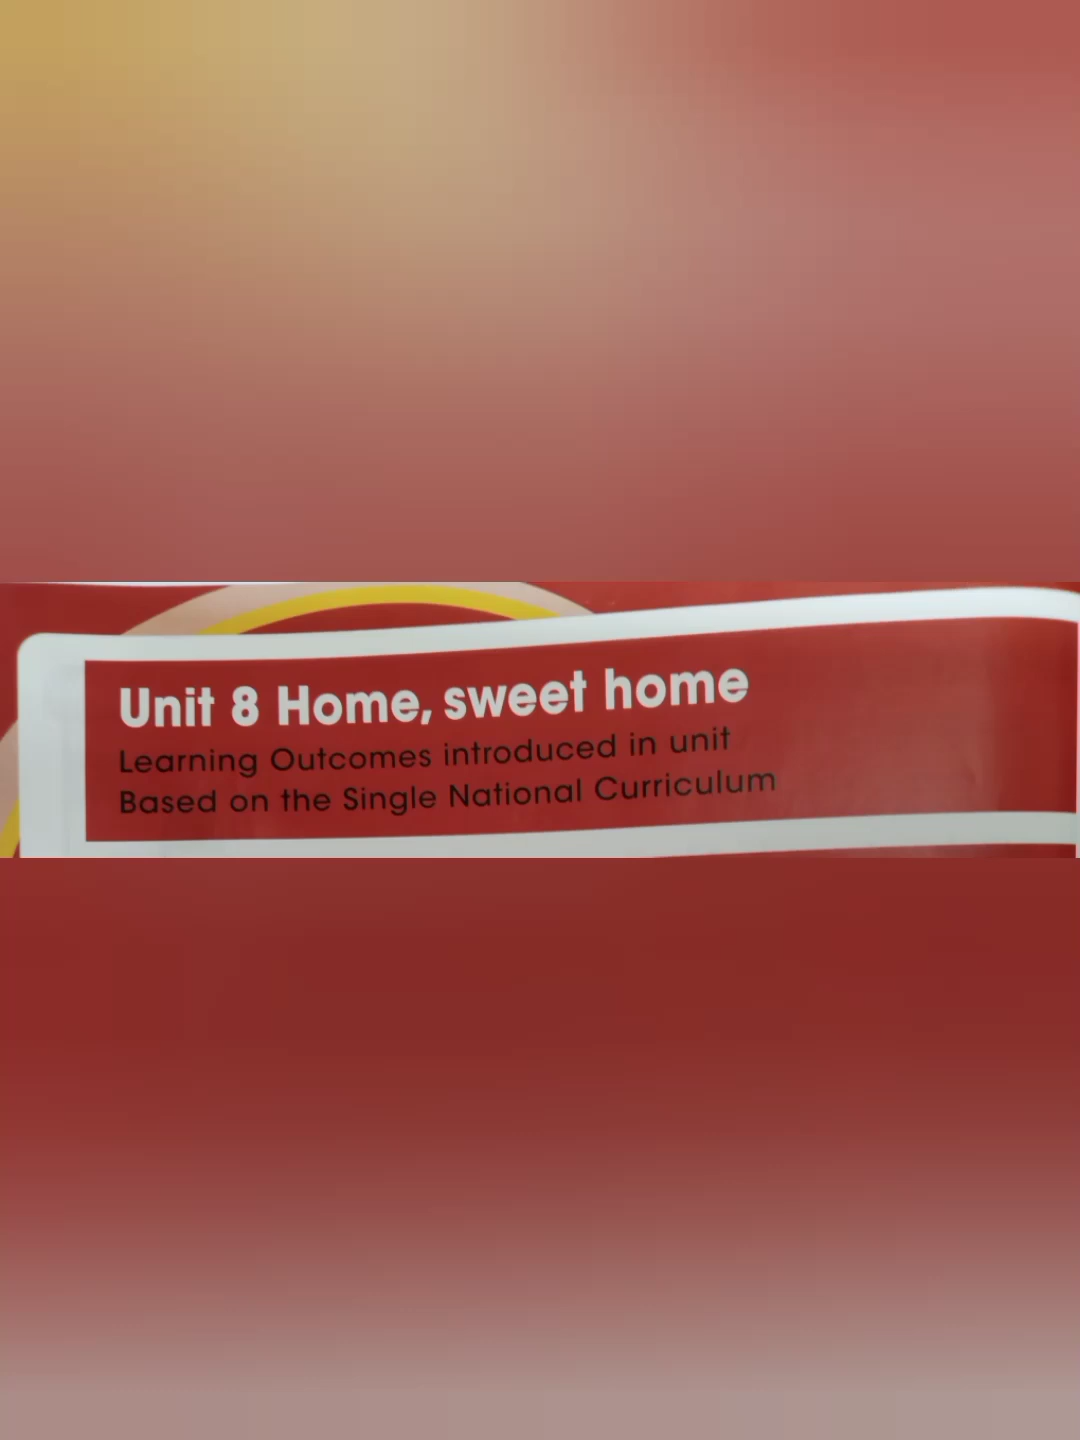 Unit 8 Home, sweet home
Learning Outcomes introduced in unit
Based on the Single National Curriculum